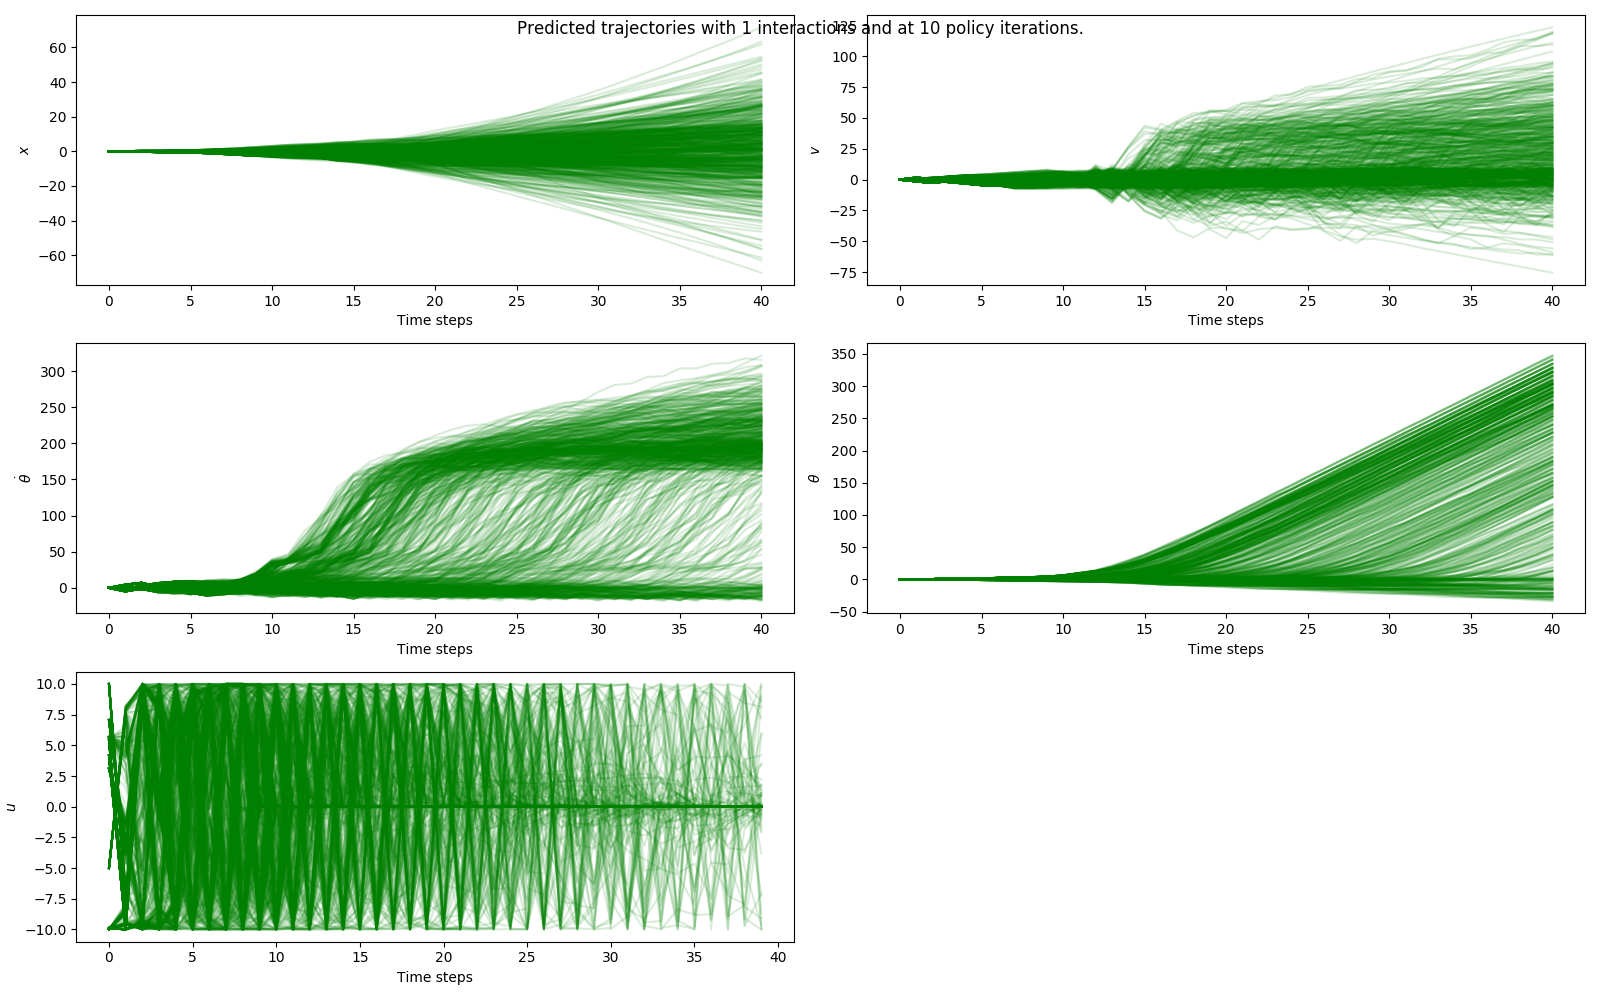 Predicted trajectories with 1 interactions and at 10 policy iterations.
60
40
20
0
−20
−40
−60
x
0 5 10 15 20 25 30 35 40
Time steps
125
100
75
50
25
0
−25
−50
−75
v
0 5 10 15 20 25 30 35 40
Time steps
300
250
200
150
100
50
0
θ̇
0 5 10 15 20 25 30 35 40
Time steps
350
300
250
200
150
100
50
0
−50
θ
0 5 10 15 20 25 30 35 40
Time steps
10.0
7.5
5.0
2.5
0.0
−2.5
−5.0
−7.5
−10.0
u
0 5 10 15 20 25 30 35 40
Time steps